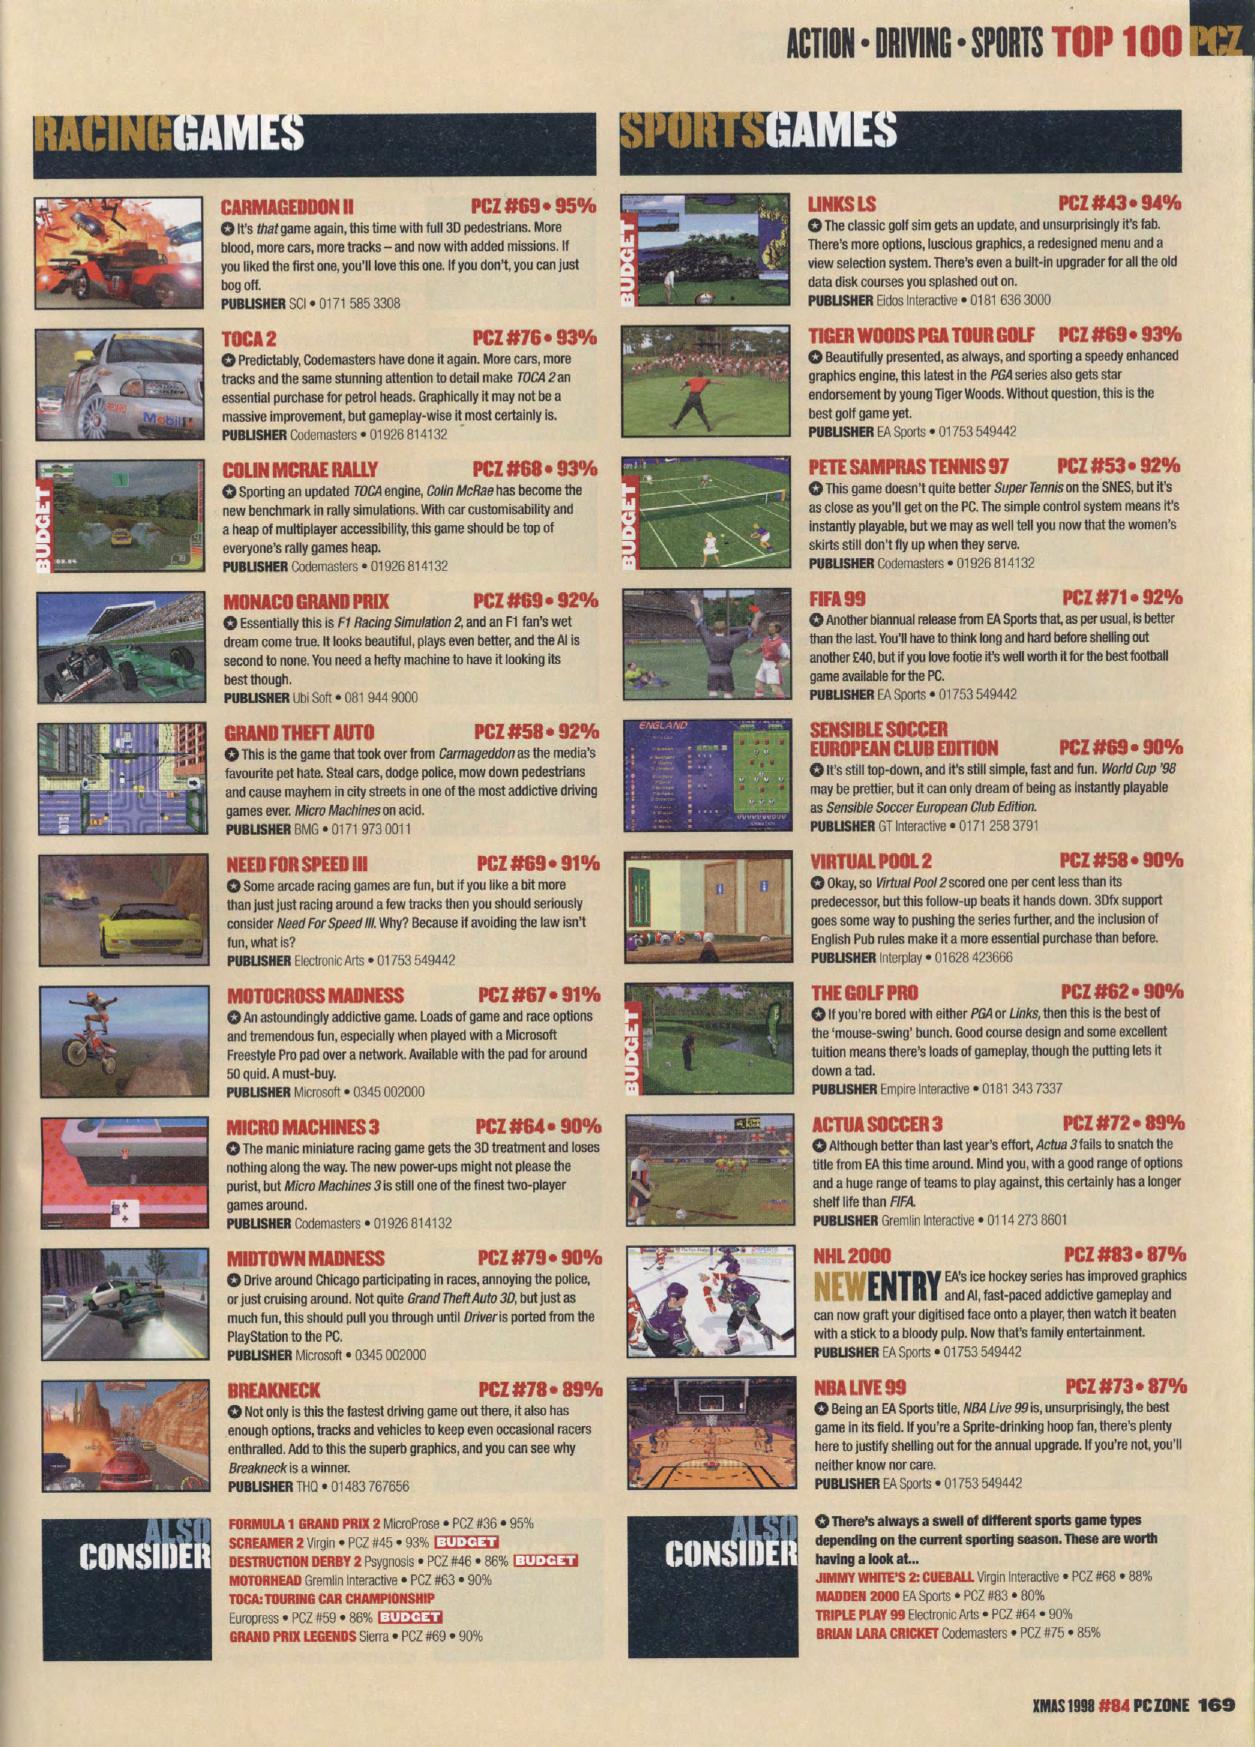 ACTION • DRIVING • SPORTS TOP 100 PCZ
RACINGGAMES
CARMAGEDDON II PCZ #69 • 95%
It's that game again, this time with full 3D pedestrians. More
blood, more cars, more tracks – and now with added missions. If
you liked the first one, you'll love this one. If you don't, you can just
bog off.
PUBLISHER SCI • 0171 585 3308
TOCA 2 PCZ #76 • 93%
Predictably, Codemasters have done it again. More cars, more
tracks and the same stunning attention to detail make TOCA 2 an
essential purchase for petrol heads. Graphically it may not be a
massive improvement, but gameplay-wise it most certainly is.
PUBLISHER Codemasters • 01926 814132
Mobil
BUDGET
COLIN MCRAE RALLY PCZ #68 • 93%
Sporting an updated TOCA engine, Colin McRae has become the
new benchmark in rally simulations. With car customisability and
a heap of multiplayer accessibility, this game should be top of
everyone's rally games heap.
PUBLISHER Codemasters • 01926 814132
MONACO GRAND PRIX PCZ #69 • 92%
Essentially this is F1 Racing Simulation 2, and an F1 fan's wet
dream come true. It looks beautiful, plays even better, and the AI is
second to none. You need a hefty machine to have it looking its
best though.
PUBLISHER Ubi Soft • 081 944 9000
GRAND THEFT AUTO PCZ #58 • 92%
This is the game that took over from Carmageddon as the media's
favourite pet hate. Steal cars, dodge police, mow down pedestrians
and cause mayhem in city streets in one of the most addictive driving
games ever. Micro Machines on acid.
PUBLISHER BMG • 0171 973 0011
NEED FOR SPEED III PCZ #69 • 91%
Some arcade racing games are fun, but if you like a bit more
than just just racing around a few tracks then you should seriously
consider Need For Speed III. Why? Because if avoiding the law isn't
fun, what is?
PUBLISHER Electronic Arts • 01753 549442
MOTOCROSS MADNESS PCZ #67 • 91%
An astoundingly addictive game. Loads of game and race options
and tremendous fun, especially when played with a Microsoft
Freestyle Pro pad over a network. Available with the pad for around
50 quid. A must-buy.
PUBLISHER Microsoft • 0345 002000
MICRO MACHINES 3 PCZ #64 • 90%
The manic miniature racing game gets the 3D treatment and loses
nothing along the way. The new power-ups might not please the
purist, but Micro Machines 3 is still one of the finest two-player
games around.
PUBLISHER Codemasters • 01926 814132
MIDTOWN MADNESS PCZ #79 • 90%
Drive around Chicago participating in races, annoying the police,
or just cruising around. Not quite Grand Theft Auto 3D, but just as
much fun, this should pull you through until Driver is ported from the
PlayStation to the PC.
PUBLISHER Microsoft • 0345 002000
BREAKNECK PCZ #78 • 89%
Not only is this the fastest driving game out there, it also has
enough options, tracks and vehicles to keep even occasional racers
enthralled. Add to this the superb graphics, and you can see why
Breakneck is a winner.
PUBLISHER THQ • 01483 767656
ALSO
CONSIDER
FORMULA 1 GRAND PRIX 2 MicroProse • PCZ #36 • 95%
SCREAMER 2 Virgin • PCZ #45 • 93% BUDGET
DESTRUCTION DERBY 2 Psygnosis • PCZ #46 • 86% BUDGET
MOTORHEAD Gremlin Interactive • PCZ #63 • 90%
TOCA: TOURING CAR CHAMPIONSHIP
Europress • PCZ #59 • 86% BUDGET
GRAND PRIX LEGENDS Sierra • PCZ #69 • 90%
SPORTSGAMES
BUDGET
LINKS LS PCZ #43 • 94%
The classic golf sim gets an update, and unsurprisingly it's fab.
There's more options, luscious graphics, a redesigned menu and a
view selection system. There's even a built-in upgrader for all the old
data disk courses you splashed out on.
PUBLISHER Eidos Interactive • 0181 636 3000
TIGER WOODS PGA TOUR GOLF PCZ #69 • 93%
Beautifully presented, as always, and sporting a speedy enhanced
graphics engine, this latest in the PGA series also gets star
endorsement by young Tiger Woods. Without question, this is the
best golf game yet.
PUBLISHER EA Sports • 01753 549442
BUDGET
PETE SAMPRAS TENNIS 97 PCZ #53 • 92%
This game doesn't quite better Super Tennis on the SNES, but it's
as close as you'll get on the PC. The simple control system means it's
instantly playable, but we may as well tell you now that the women's
skirts still don't fly up when they serve.
PUBLISHER Codemasters • 01926 814132
FIFA 99 PCZ #71 • 92%
Another biannual release from EA Sports that, as per usual, is better
than the last. You'll have to think long and hard before shelling out
another £40, but if you love footie it's well worth it for the best football
game available for the PC.
PUBLISHER EA Sports • 01753 549442
ENGLAND
SENSIBLE SOCCER
EUROPEAN CLUB EDITION PCZ #69 • 90%
It's still top-down, and it's still simple, fast and fun. World Cup '98
may be prettier, but it can only dream of being as instantly playable
as Sensible Soccer European Club Edition.
PUBLISHER GT Interactive • 0171 258 3791
VIRTUAL POOL 2 PCZ #58 • 90%
Okay, so Virtual Pool 2 scored one per cent less than its
predecessor, but this follow-up beats it hands down. 3Dfx support
goes some way to pushing the series further, and the inclusion of
English Pub rules make it a more essential purchase than before.
PUBLISHER Interplay • 01628 423666
BUDGET
THE GOLF PRO PCZ #62 • 90%
If you're bored with either PGA or Links, then this is the best of
the 'mouse-swing' bunch. Good course design and some excellent
tuition means there's loads of gameplay, though the putting lets it
down a tad.
PUBLISHER Empire Interactive • 0181 343 7337
ACTUA SOCCER 3 PCZ #72 • 89%
Although better than last year's effort, Actua 3 fails to snatch the
title from EA this time around. Mind you, with a good range of options
and a huge range of teams to play against, this certainly has a longer
shelf life than FIFA.
PUBLISHER Gremlin Interactive • 0114 273 8601
NHL 2000 PCZ #83 • 87%
NEWENTRY EA's ice hockey series has improved graphics
and AI, fast-paced addictive gameplay and
can now graft your digitised face onto a player, then watch it beaten
with a stick to a bloody pulp. Now that's family entertainment.
PUBLISHER EA Sports • 01753 549442
NBA LIVE 99 PCZ #73 • 87%
Being an EA Sports title, NBA Live 99 is, unsurprisingly, the best
game in its field. If you're a Sprite-drinking hoop fan, there's plenty
here to justify shelling out for the annual upgrade. If you're not, you'll
neither know nor care.
PUBLISHER EA Sports • 01753 549442
ALSO
CONSIDER
There's always a swell of different sports game types
depending on the current sporting season. These are worth
having a look at...
JIMMY WHITE'S 2: CUEBALL Virgin Interactive • PCZ #68 • 88%
MADDEN 2000 EA Sports • PCZ #83 • 80%
TRIPLE PLAY 99 Electronic Arts • PCZ #64 • 90%
BRIAN LARA CRICKET Codemasters • PCZ #75 • 85%
XMAS 1998 #84 PC ZONE 169